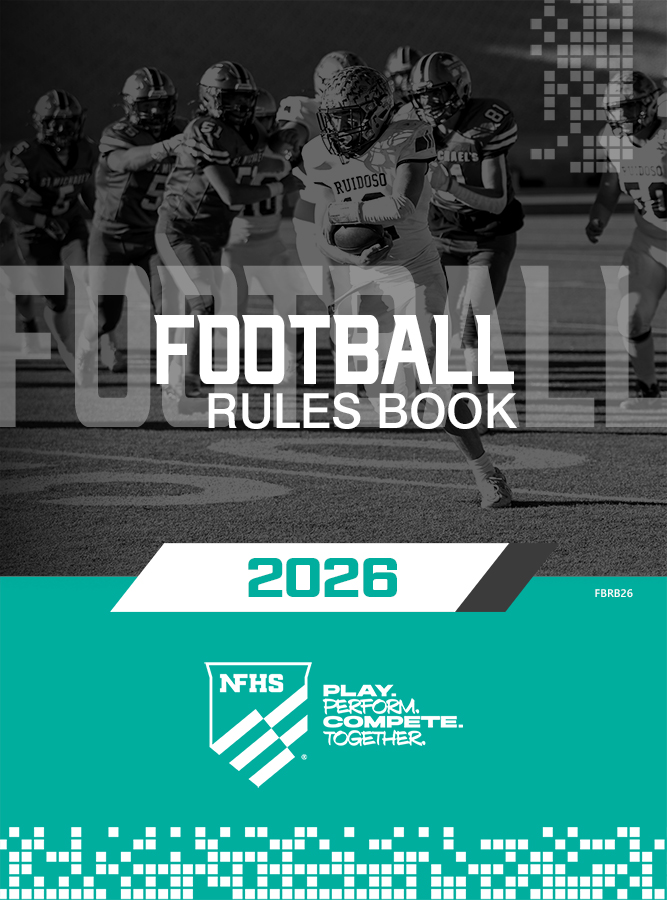 81
RUIDOSO
FOOTBALL
FOOTBALL
RULES BOOK
2026
FBRB26
NFHS
PLAY.
PERFORM.
COMPETE.
TOGETHER.
®